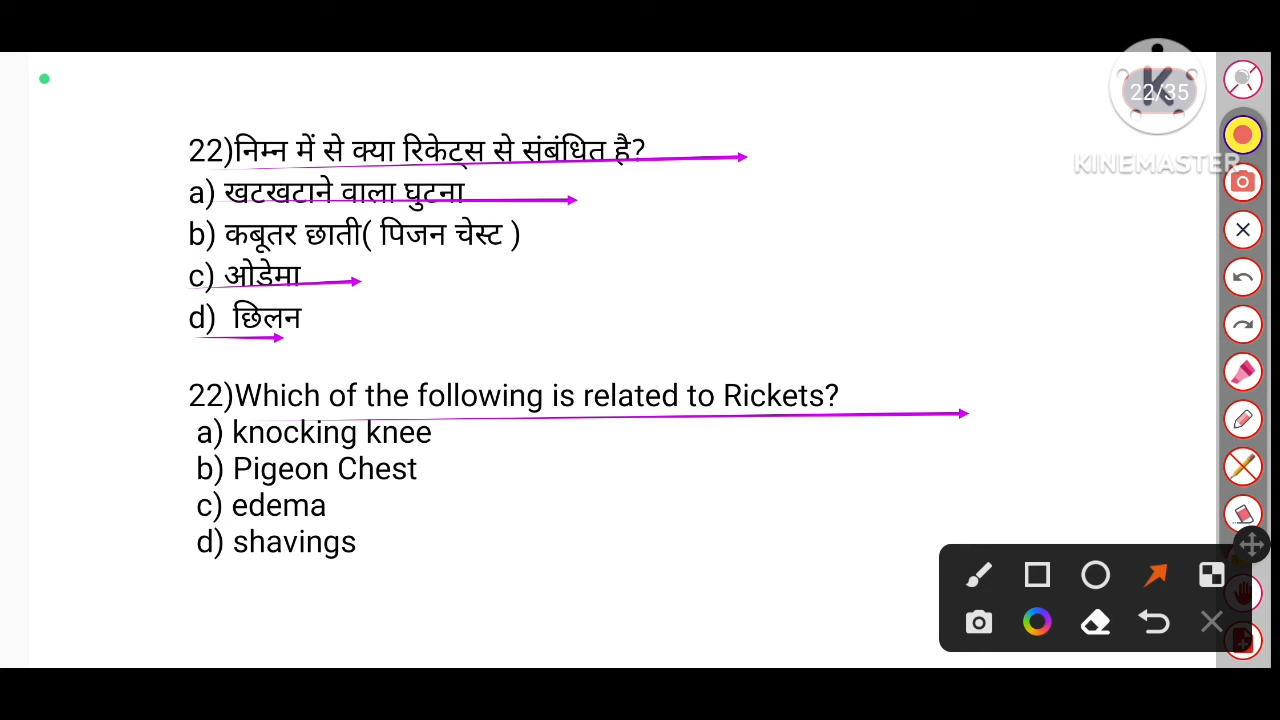 22/35
KINEMASTER
22)निम्न में से क्या रिकेट्स से संबंधित है?
a) खटखटाने वाला घुटना
b) कबूतर छाती( पिजन चेस्ट )
c) ओडेमा
d) छिलन
22)Which of the following is related to Rickets?
a) knocking knee
b) Pigeon Chest
c) edema
d) shavings